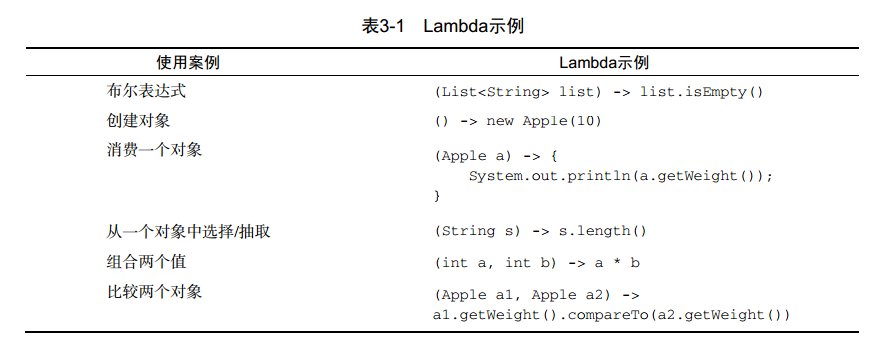 表3-1 Lambda示例
使用案例 Lambda示例
布尔表达式 (List<String> list) -> list.isEmpty()
创建对象 () -> new Apple(10)
消费一个对象 (Apple a) -> {
System.out.println(a.getWeight());
}
从一个对象中选择/抽取 (String s) -> s.length()
组合两个值 (int a, int b) -> a * b
比较两个对象 (Apple a1, Apple a2) ->
a1.getWeight().compareTo(a2.getWeight())